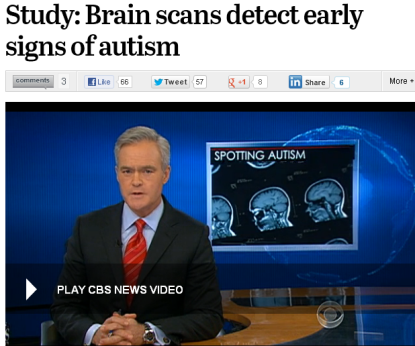 Study: Brain scans detect early
signs of autism
comments 3 Like 66 Tweet 57 +1 8 in Share 6 More +
SPOTTING AUTISM
PLAY CBS NEWS VIDEO